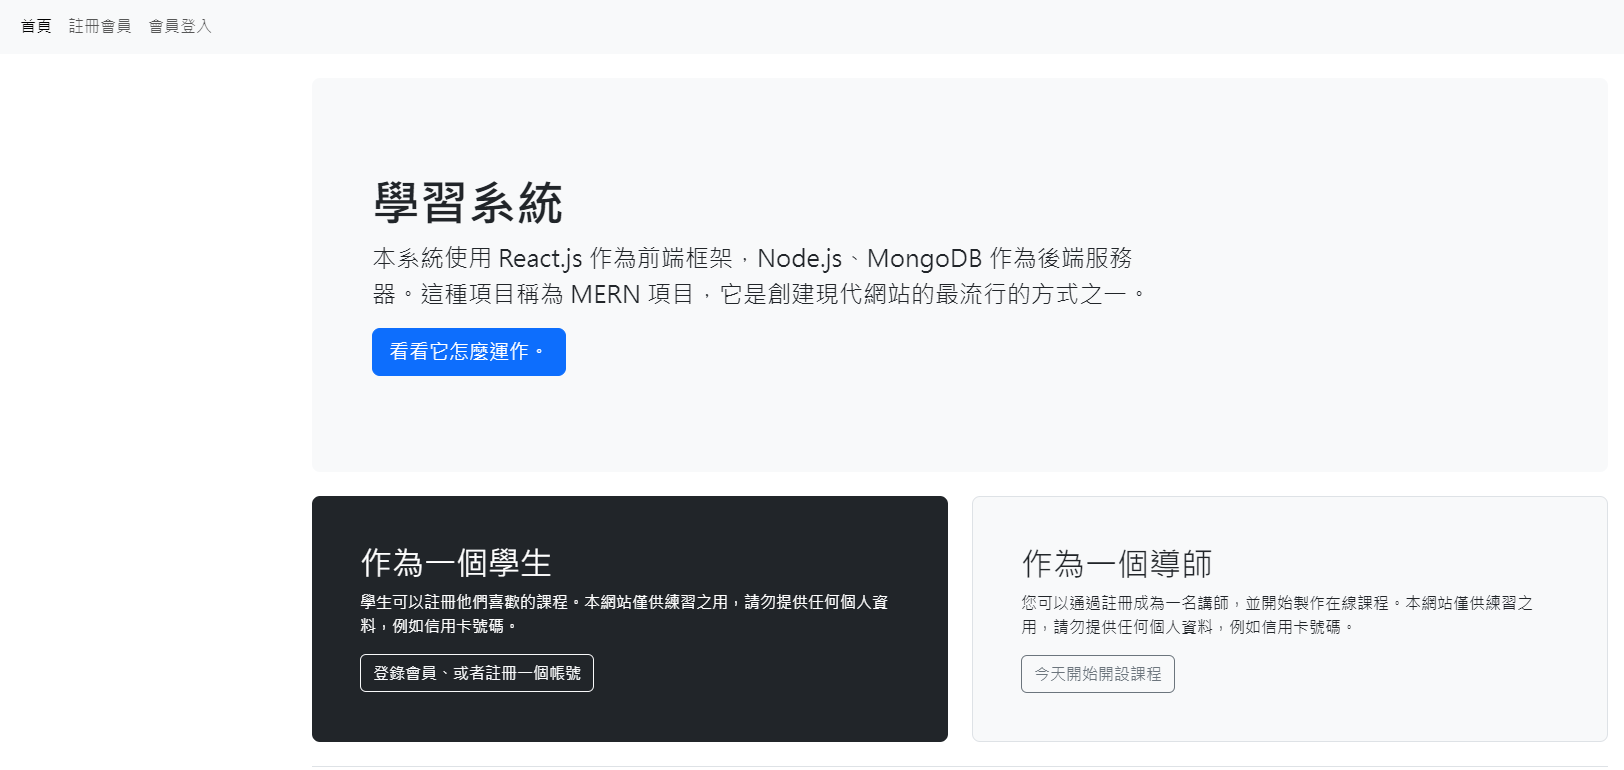 首頁 註冊會員 會員登入
學習系統
本系統使用 React.js 作為前端框架，Node.js、MongoDB 作為後端服務
器。這種項目稱為 MERN 項目，它是創建現代網站的最流行的方式之一。
看看它怎麼運作。
作為一個學生
學生可以註冊他們喜歡的課程。本網站僅供練習之用，請勿提供任何個人資
料，例如信用卡號碼。
登錄會員、或者註冊一個帳號
作為一個導師
您可以通過註冊成為一名講師，並開始製作在線課程。本網站僅供練習之
用，請勿提供任何個人資料，例如信用卡號碼。
今天開始開設課程